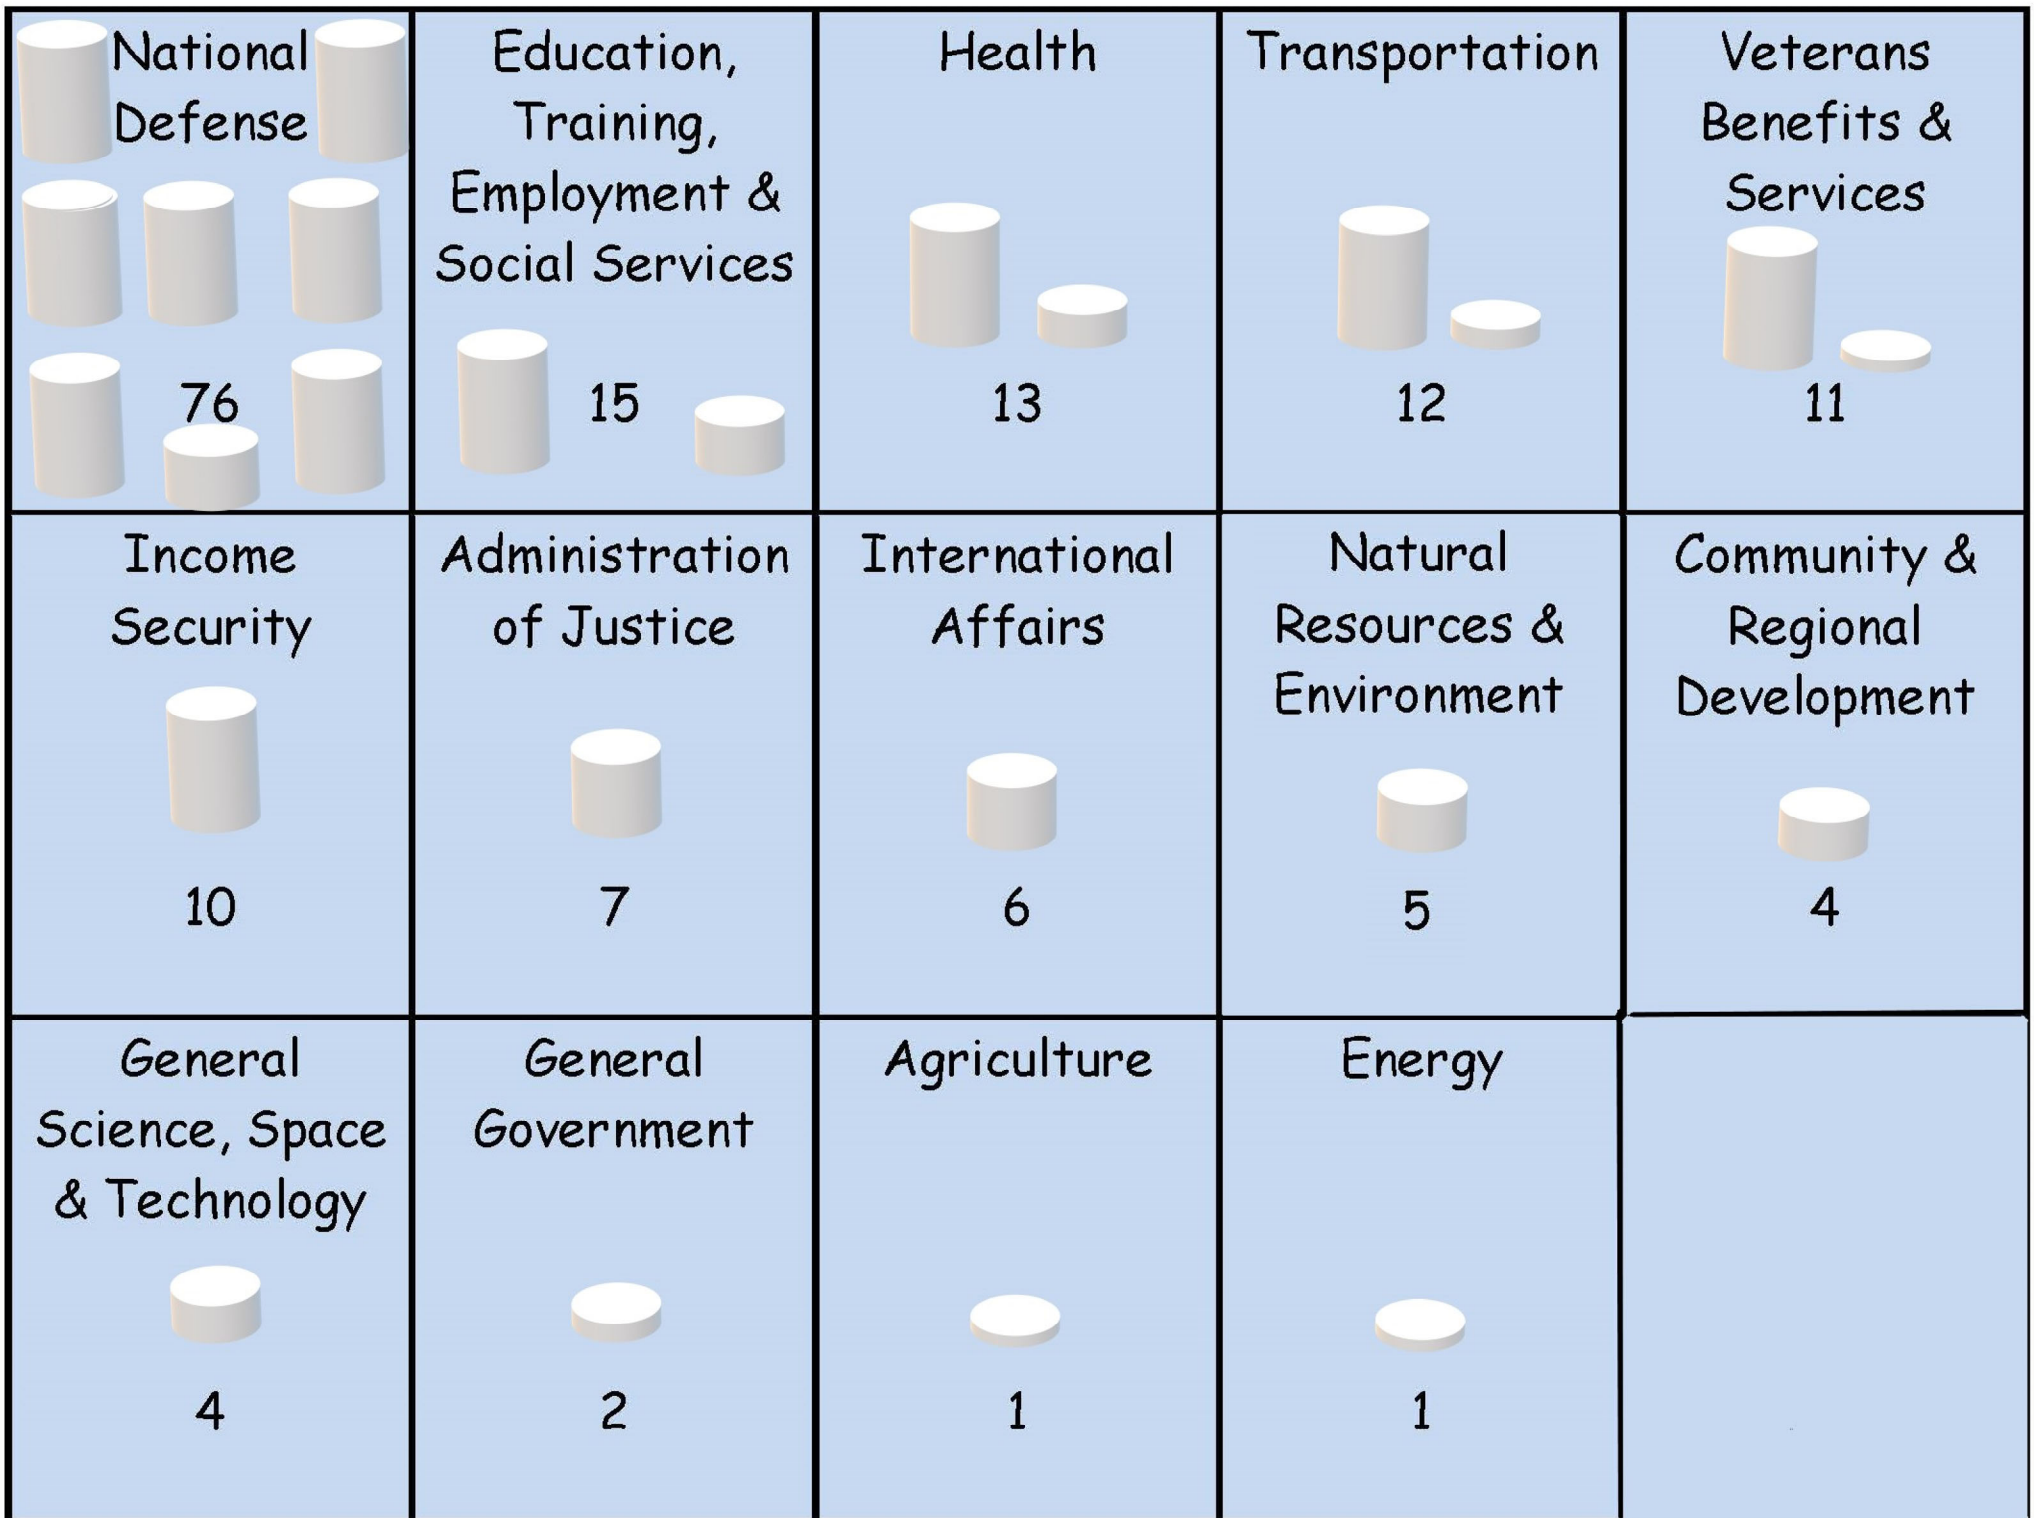 National
Defense
76
Education,
Training,
Employment &
Social Services
15
Health
13
Transportation
12
Veterans
Benefits &
Services
11
Income
Security
10
Administration
of Justice
7
International
Affairs
6
Natural
Resources &
Environment
5
Community &
Regional
Development
4
General
Science, Space
& Technology
4
General
Government
2
Agriculture
1
Energy
1